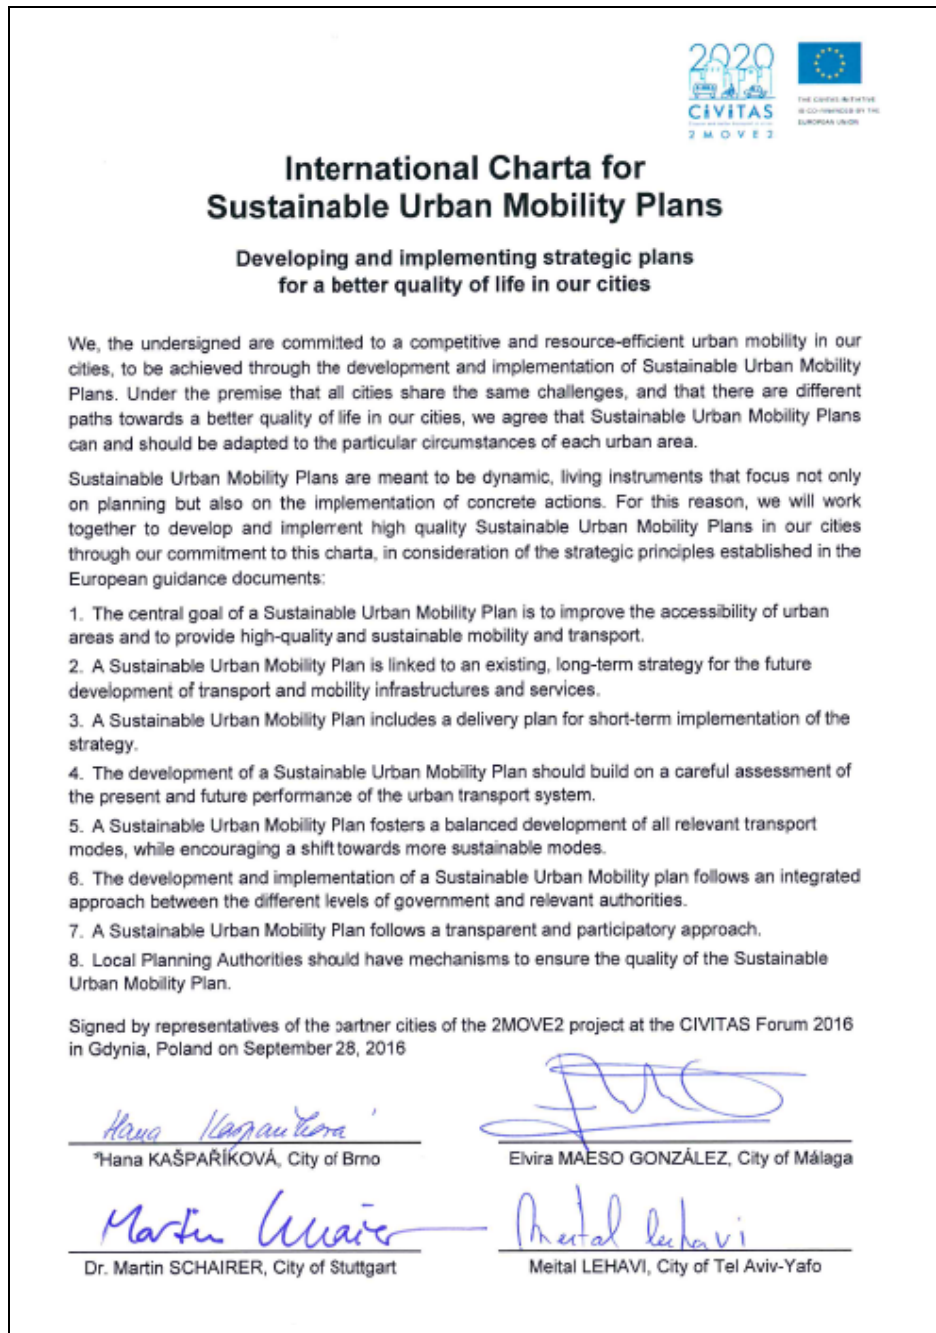 2020
CIVITAS
2MOVE2
THE CIVITAS INITIATIVE
IS CO-FINANCED BY THE
EUROPEAN UNION
International Charta for
Sustainable Urban Mobility Plans
Developing and implementing strategic plans
for a better quality of life in our cities
We, the undersigned are committed to a competitive and resource-efficient urban mobility in our
cities, to be achieved through the development and implementation of Sustainable Urban Mobility
Plans. Under the premise that all cities share the same challenges, and that there are different
paths towards a better quality of life in our cities, we agree that Sustainable Urban Mobility Plans
can and should be adapted to the particular circumstances of each urban area.
Sustainable Urban Mobility Plans are meant to be dynamic, living instruments that focus not only
on planning but also on the implementation of concrete actions. For this reason, we will work
together to develop and implement high quality Sustainable Urban Mobility Plans in our cities
through our commitment to this charta, in consideration of the strategic principles established in the
European guidance documents:
1. The central goal of a Sustainable Urban Mobility Plan is to improve the accessibility of urban
areas and to provide high-quality and sustainable mobility and transport.
2. A Sustainable Urban Mobility Plan is linked to an existing, long-term strategy for the future
development of transport and mobility infrastructures and services.
3. A Sustainable Urban Mobility Plan includes a delivery plan for short-term implementation of the
strategy.
4. The development of a Sustainable Urban Mobility Plan should build on a careful assessment of
the present and future performance of the urban transport system.
5. A Sustainable Urban Mobility Plan fosters a balanced development of all relevant transport
modes, while encouraging a shift towards more sustainable modes.
6. The development and implementation of a Sustainable Urban Mobility plan follows an integrated
approach between the different levels of government and relevant authorities.
7. A Sustainable Urban Mobility Plan follows a transparent and participatory approach.
8. Local Planning Authorities should have mechanisms to ensure the quality of the Sustainable
Urban Mobility Plan.
Signed by representatives of the partner cities of the 2MOVE2 project at the CIVITAS Forum 2016
in Gdynia, Poland on September 28, 2016
Hana Kašpaříková
Hana KAŠPAŘÍKOVÁ, City of Brno
Elvira MAESO GONZÁLEZ, City of Málaga
Martin Schairer
Meital Lehavi
Dr. Martin SCHAIRER, City of Stuttgart
Meital LEHAVI, City of Tel Aviv-Yafo